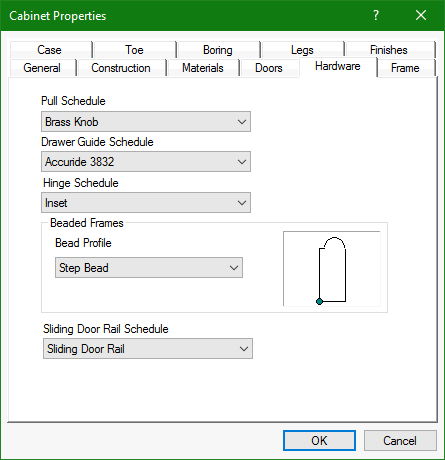 Cabinet Properties ? ×
Case Toe Boring Legs Finishes
General Construction Materials Doors Hardware Frame
Pull Schedule
Brass Knob
Drawer Guide Schedule
Accuride 3832
Hinge Schedule
Inset
Beaded Frames
Bead Profile
Step Bead
Sliding Door Rail Schedule
Sliding Door Rail
OK Cancel